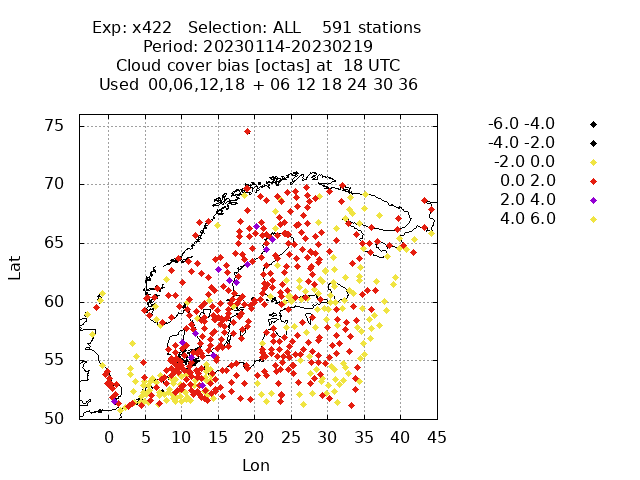 Exp: x422   Selection: ALL    591 stations
Period: 20230114-20230219
Cloud cover bias [octas] at  18 UTC
Used  00,06,12,18  + 06 12 18 24 30 36
-6.0 -4.0
-4.0 -2.0
-2.0 0.0
0.0 2.0
2.0 4.0
4.0 6.0
75
70
65
60
55
50
Lat
0 5 10 15 20 25 30 35 40 45
Lon